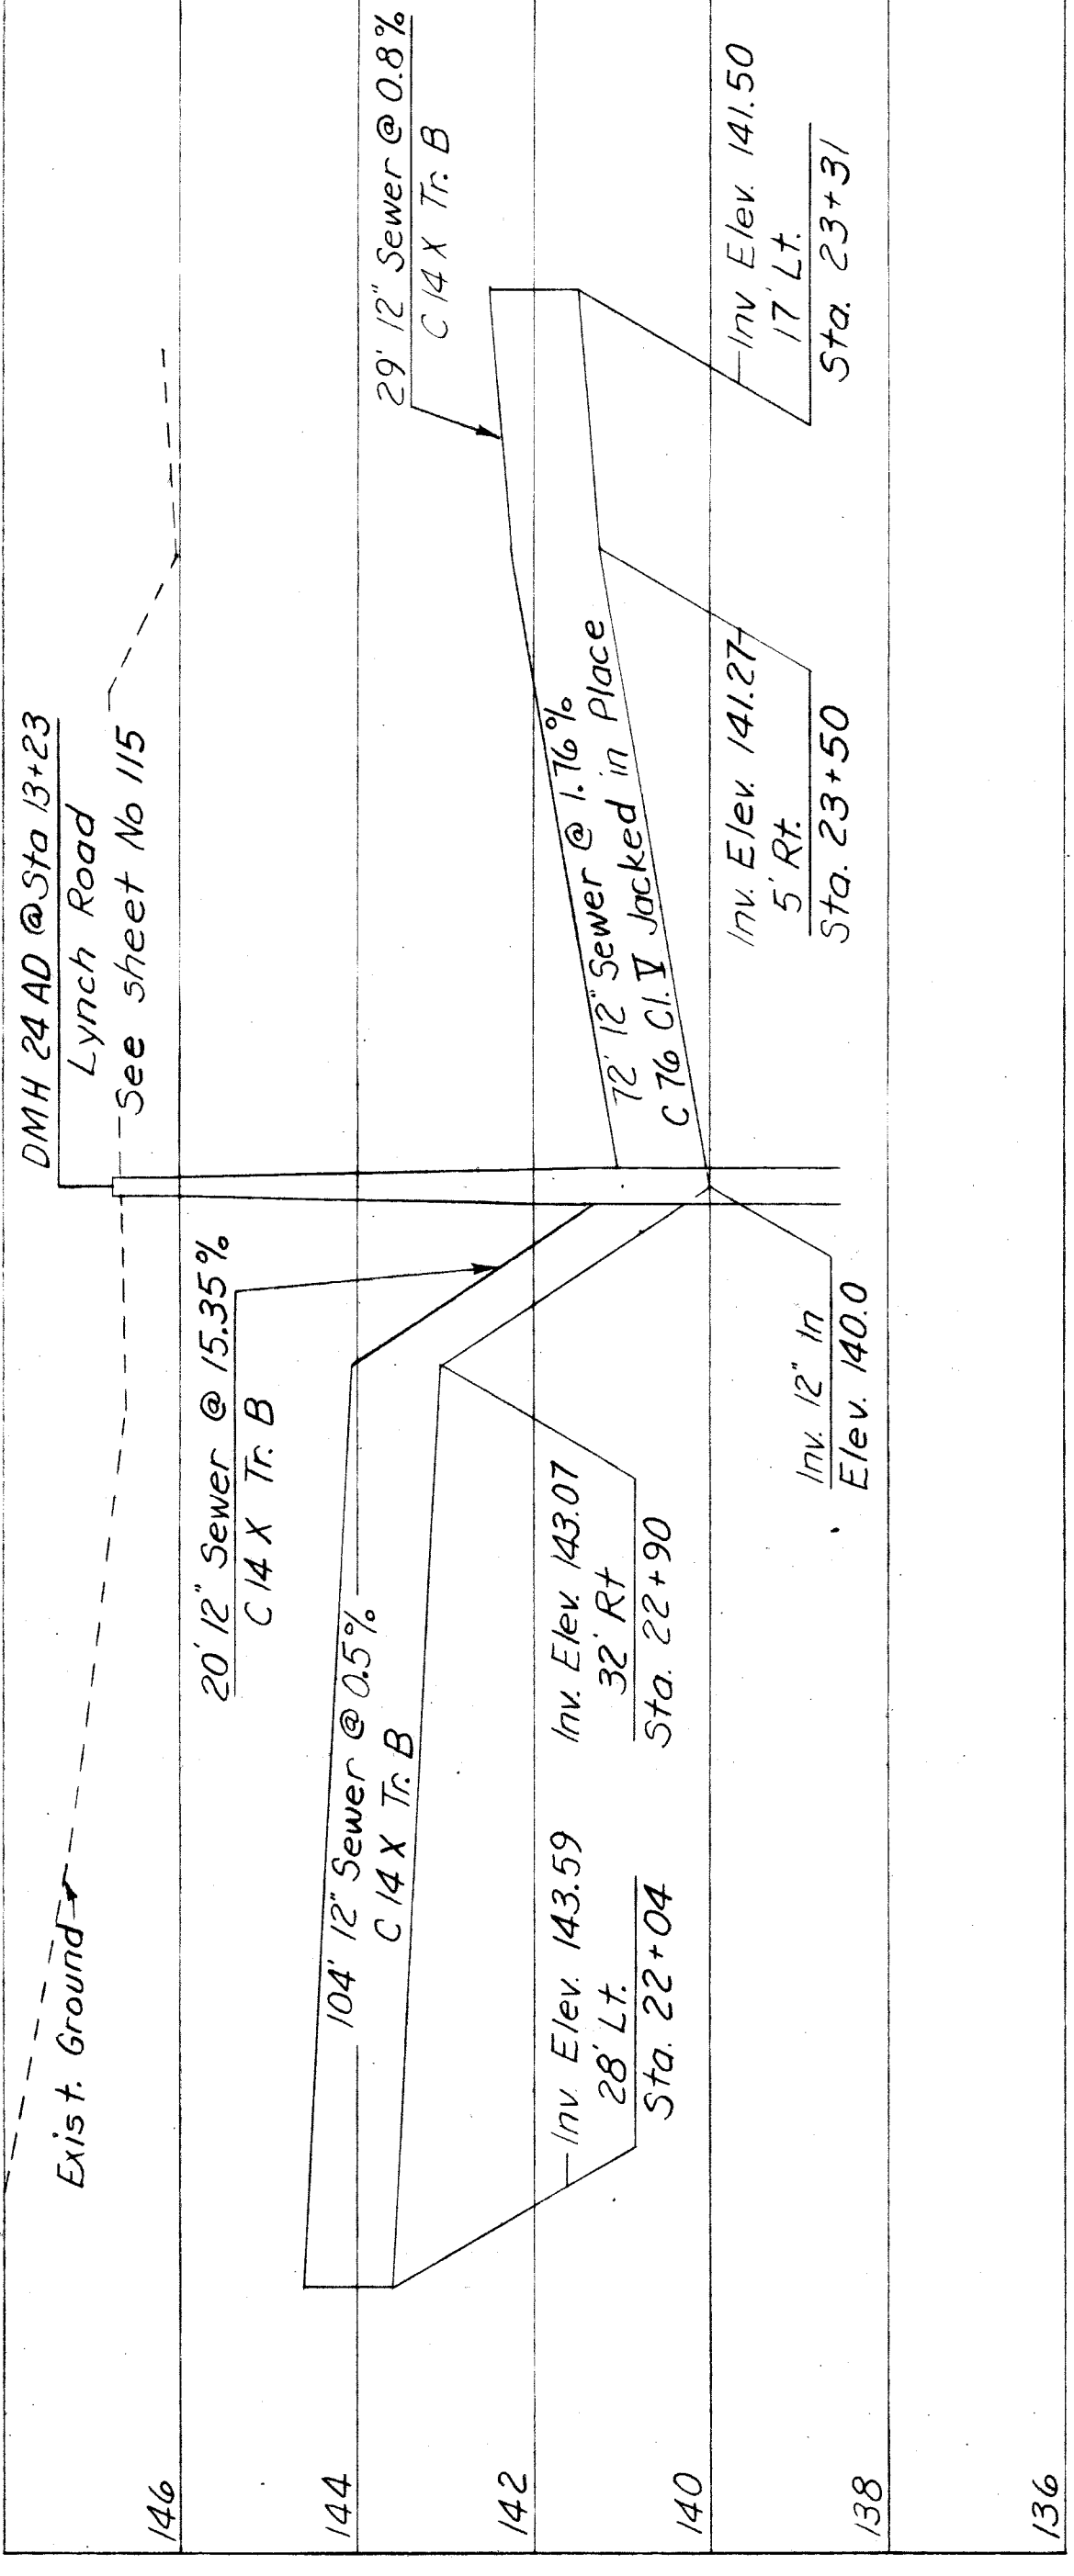 DMH 24 AD @ Sta 13+23
Lynch Road
See sheet No 115
Exist. Ground
20' 12" Sewer @ 15.35%
C 14 X Tr. B
29' 12" Sewer @ 0.8%
C 14 X Tr. B
104' 12" Sewer @ 0.5%
C 14 X Tr. B
72' 12" Sewer @ 1.76%
C 76 Cl. V Jacked in Place
Inv. Elev. 143.59
28' Lt.
Sta. 22+04
Inv. Elev. 143.07
32' Rt
Sta. 22+90
Inv. 12" In
Elev. 140.0
Inv. Elev. 141.27
5' Rt.
Sta. 23+50
Inv Elev. 141.50
17' Lt.
Sta. 23+31
146
144
142
140
138
136